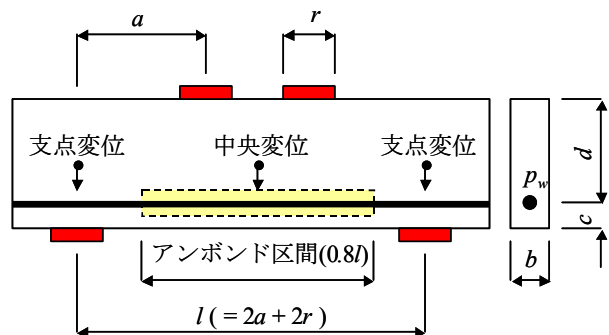 a
r
支点変位
中央変位
支点変位
d
p_w
c
アンボンド区間(0.8l)
b
l ( = 2a + 2r )